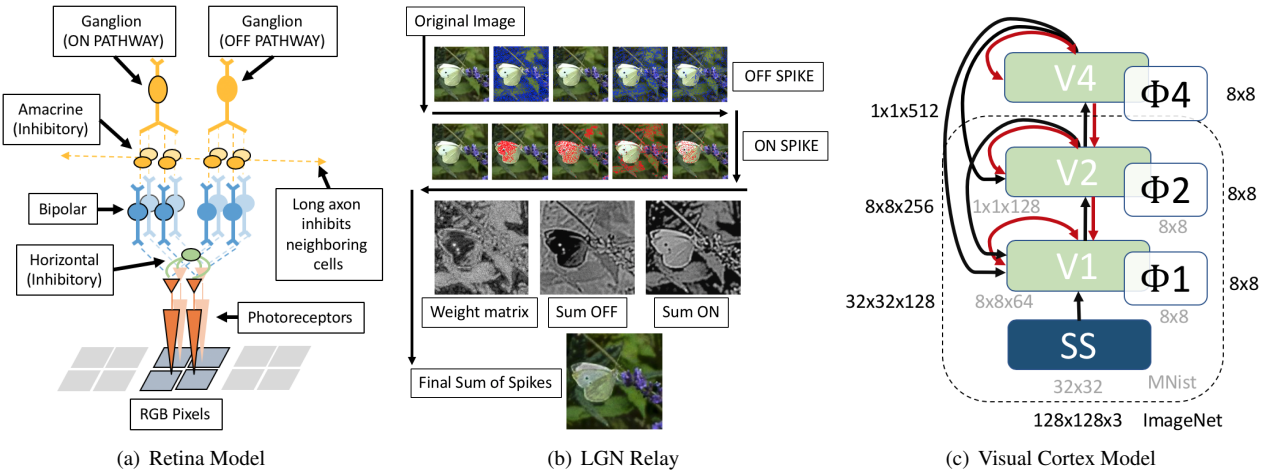 Ganglion
(ON PATHWAY)
Ganglion
(OFF PATHWAY)
Amacrine
(Inhibitory)
Bipolar
Long axon
inhibits
neighboring
cells
Horizontal
(Inhibitory)
Photoreceptors
RGB Pixels
(a) Retina Model
Original Image
OFF SPIKE
ON SPIKE
Weight matrix
Sum OFF
Sum ON
Final Sum of Spikes
(b) LGN Relay
V4
Φ4
8x8
1x1x512
V2
Φ2
8x8
1x1x128
8x8
8x8x256
V1
Φ1
8x8
8x8x64
8x8
32x32x128
SS
32x32
MNist
128x128x3
ImageNet
(c) Visual Cortex Model